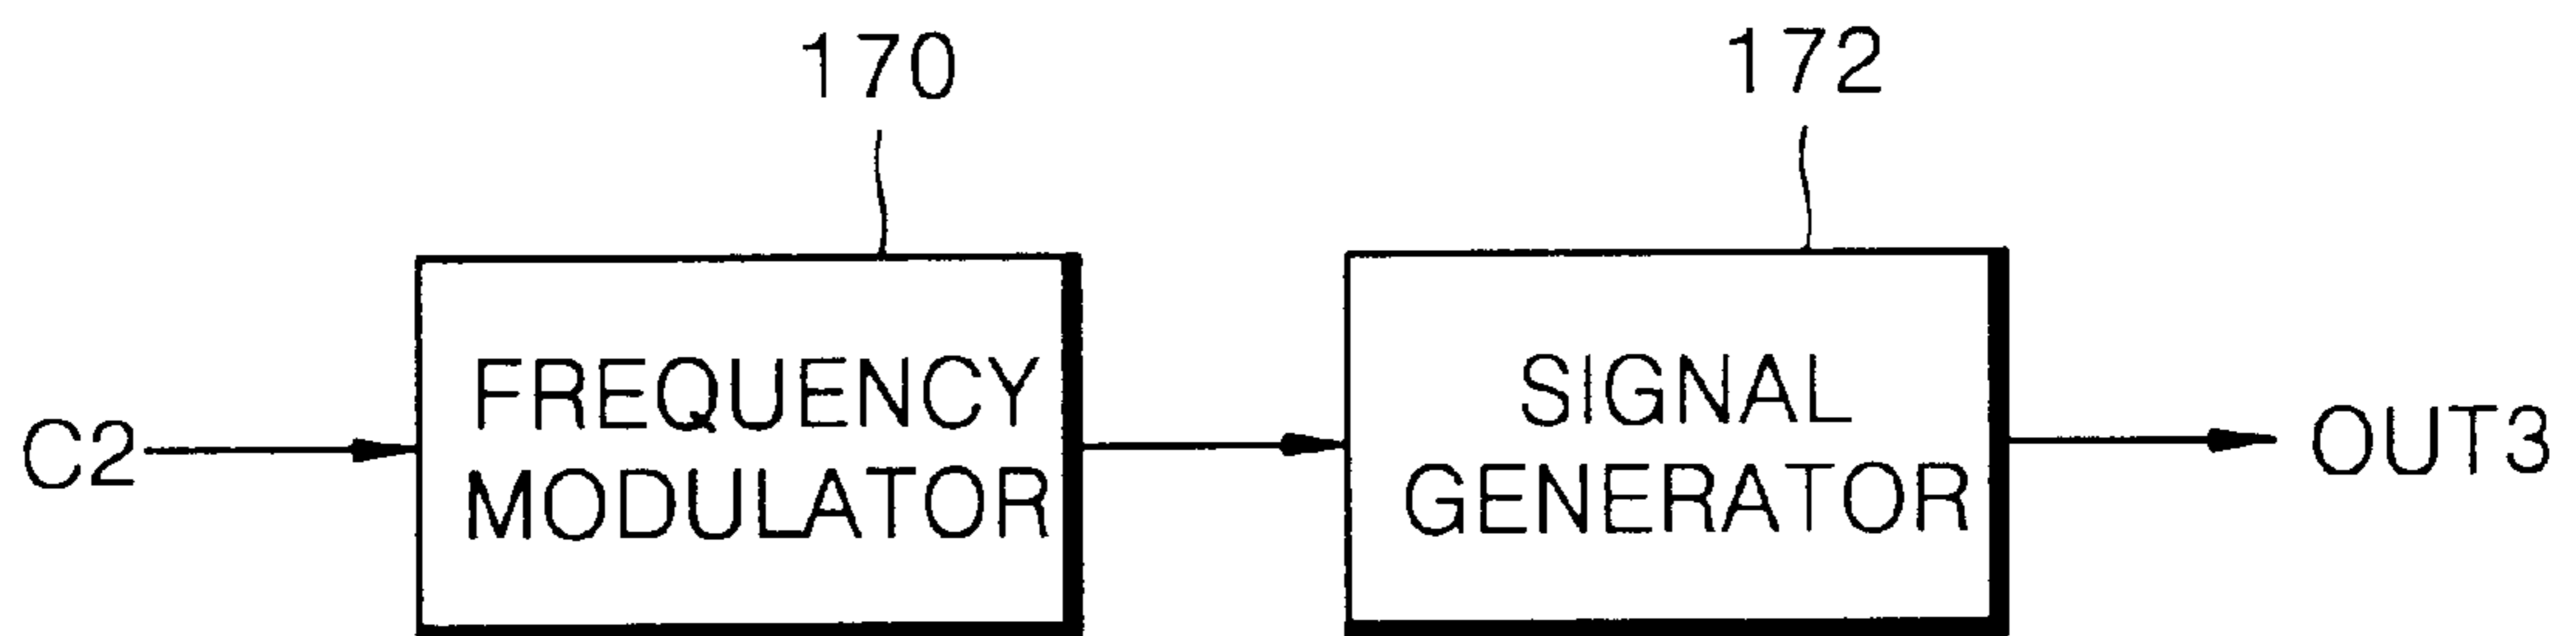 170
172
C2
FREQUENCY
MODULATOR
SIGNAL
GENERATOR
OUT3